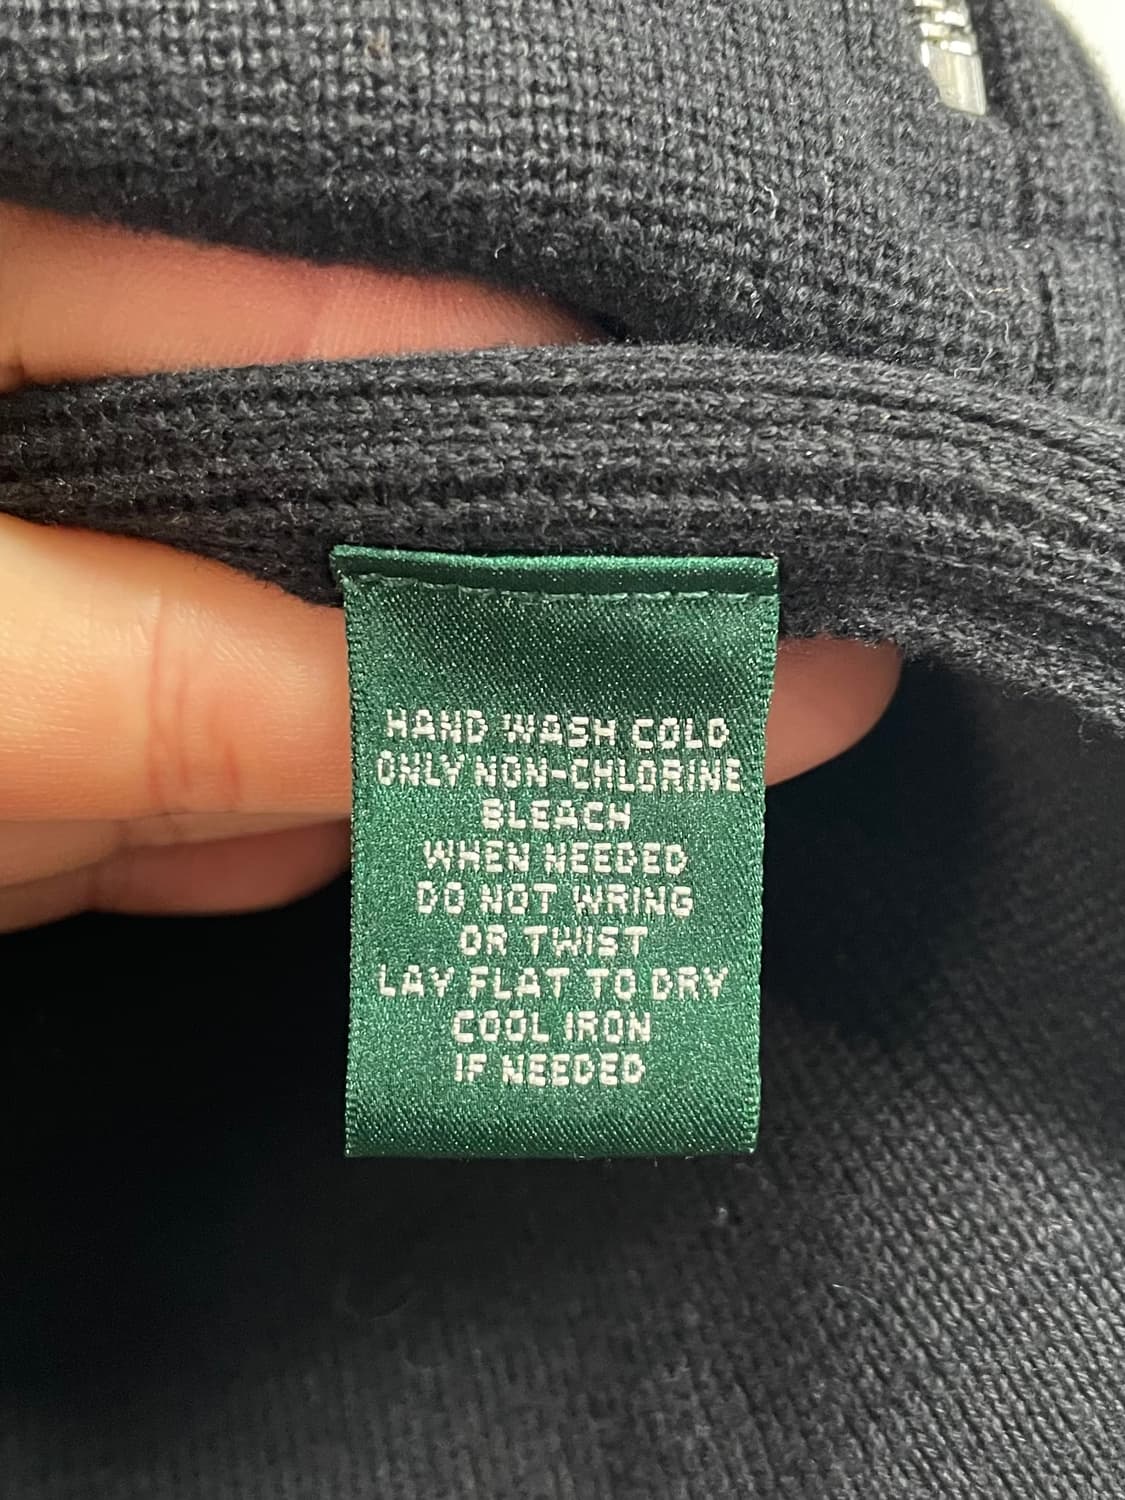 HAND WASH COLD
ONLY NON-CHLORINE
BLEACH
WHEN NEEDED
DO NOT WRING
OR TWIST
LAY FLAT TO DRY
COOL IRON
IF NEEDED